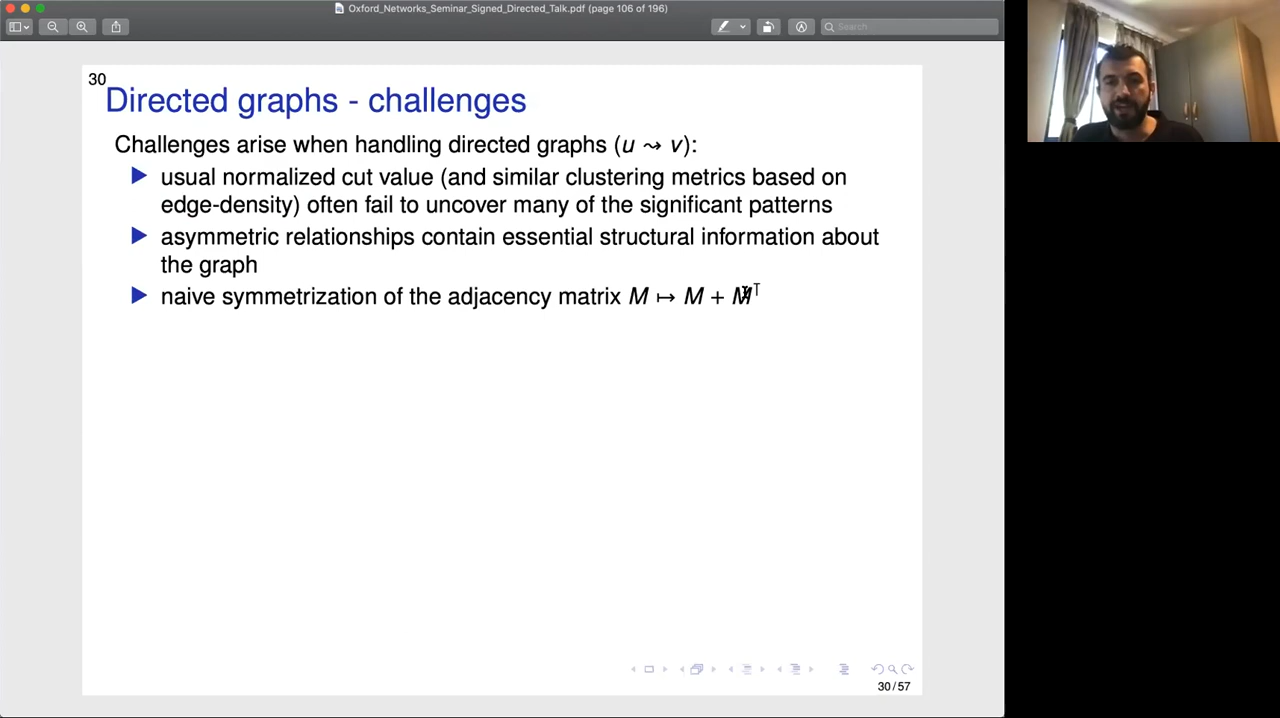 Oxford_Networks_Seminar_Signed_Directed_Talk.pdf (page 106 of 196)
Search
30
Directed graphs - challenges
Challenges arise when handling directed graphs (u ⇝ v):
usual normalized cut value (and similar clustering metrics based on
edge-density) often fail to uncover many of the significant patterns
asymmetric relationships contain essential structural information about
the graph
naive symmetrization of the adjacency matrix M ↦ M + Mᵀ
30/57